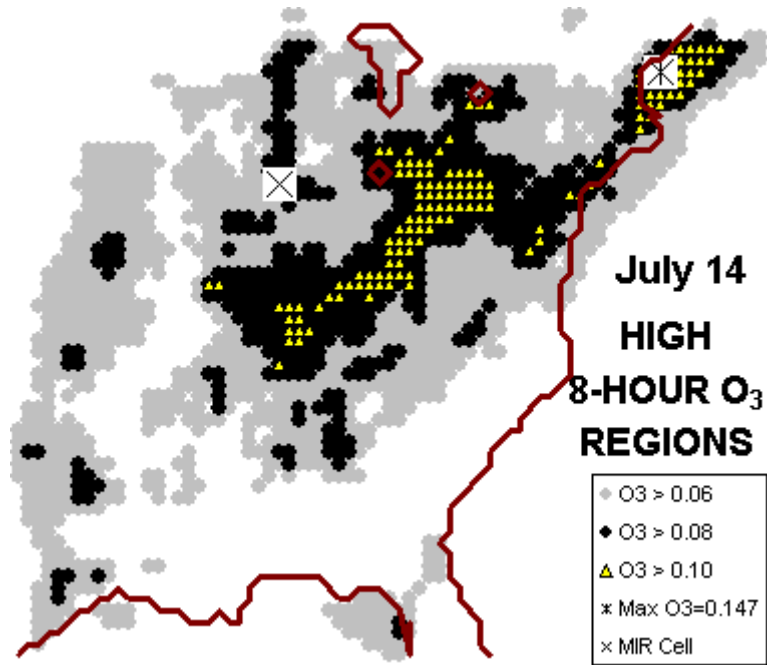 July 14
HIGH
8-HOUR O₃
REGIONS
O3 > 0.06
O3 > 0.08
O3 > 0.10
Max O3=0.147
MIR Cell